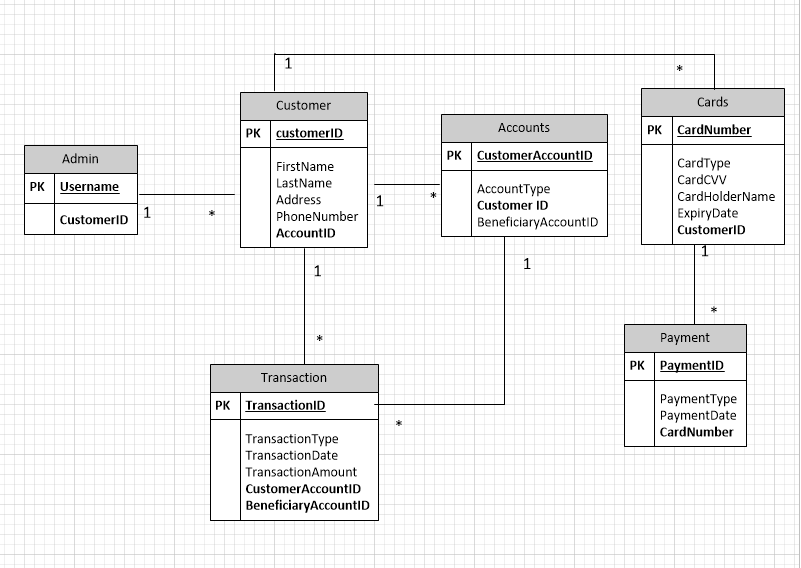 1
*
Customer
PK customerID
FirstName
LastName
Address
PhoneNumber
AccountID
Accounts
PK CustomerAccountID
AccountType
Customer ID
BeneficiaryAccountID
Cards
PK CardNumber
CardType
CardCVV
CardHolderName
ExpiryDate
CustomerID
Admin
PK Username
CustomerID
1
*
1
*
1
*
1
*
1
*
Transaction
PK TransactionID
TransactionType
TransactionDate
TransactionAmount
CustomerAccountID
BeneficiaryAccountID
Payment
PK PaymentID
PaymentType
PaymentDate
CardNumber